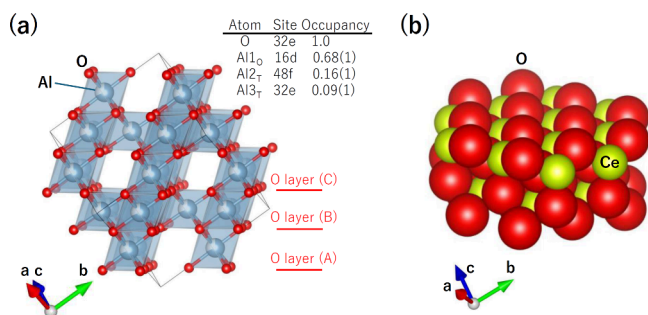 (a)
Atom Site Occupancy
O 32e 1.0
Al1O 16d 0.68(1)
Al2T 48f 0.16(1)
Al3T 32e 0.09(1)
O
Al
O layer (C)
O layer (B)
O layer (A)
a c b
(b)
O
Ce
c
a b